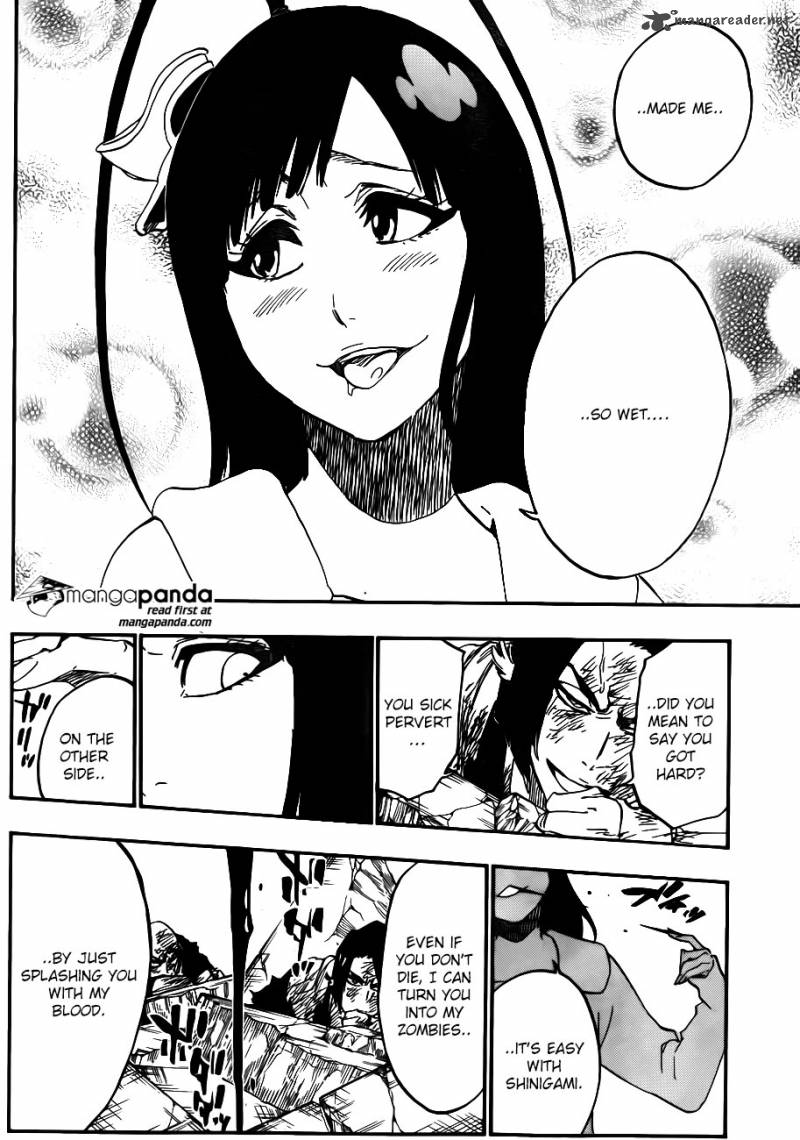 mangareader.net
..MADE ME..
..SO WET....
mangapanda
read first at
mangapanda.com
..DID YOU
MEAN TO
SAY YOU
GOT
HARD?
YOU SICK
PERVERT
...
ON THE
OTHER
SIDE..
..IT'S EASY
WITH
SHINIGAMI.
EVEN IF
YOU DON'T
DIE, I CAN
TURN YOU
INTO MY
ZOMBIES..
..BY JUST
SPLASHING YOU
WITH MY
BLOOD.